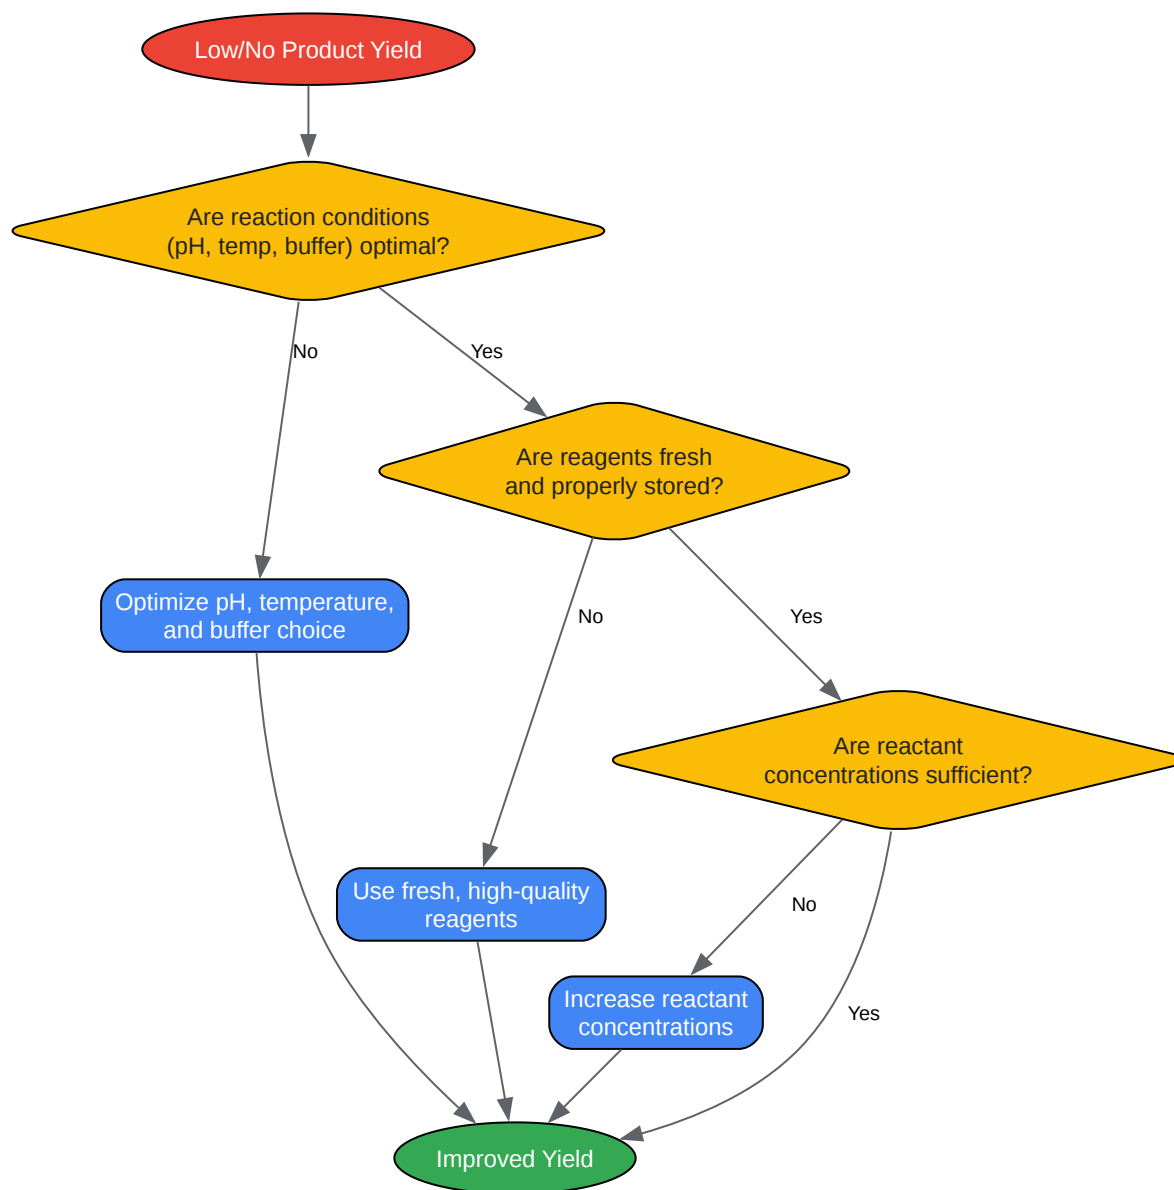 Low/No Product Yield
Are reaction conditions
(pH, temp, buffer) optimal?
No
Yes
Are reagents fresh
and properly stored?
Optimize pH, temperature,
and buffer choice
No
Yes
Are reactant
concentrations sufficient?
Use fresh, high-quality
reagents
No
Increase reactant
concentrations
Yes
Improved Yield